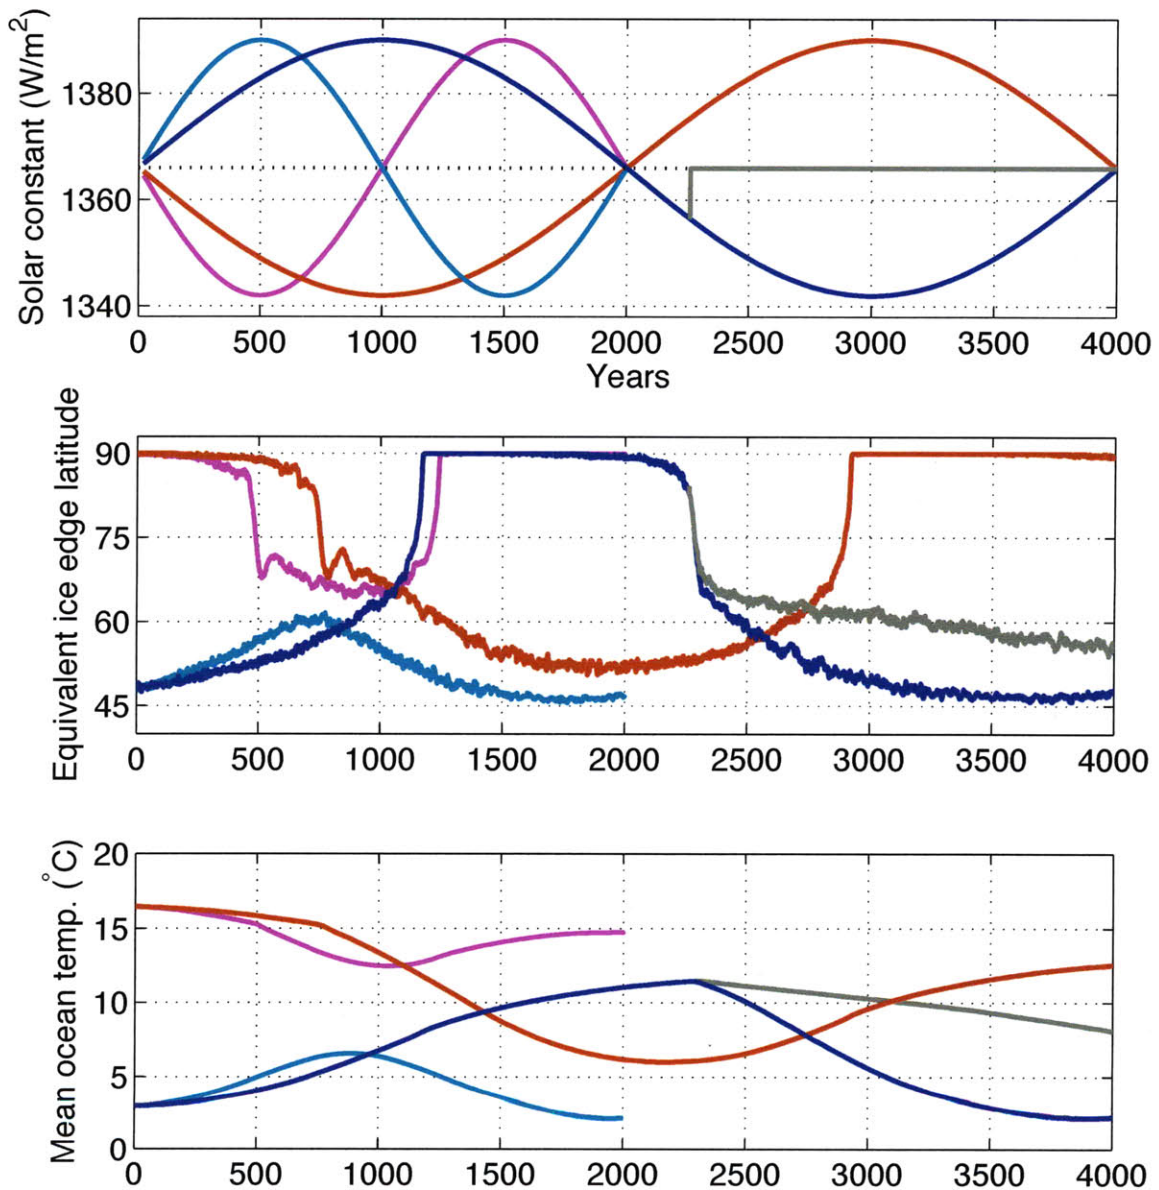 Solar constant (W/m²)
1380
1360
1340
0 500 1000 1500 2000 2500 3000 3500 4000
Years
Equivalent ice edge latitude
90
75
60
45
0 500 1000 1500 2000 2500 3000 3500 4000
Mean ocean temp. (°C)
20
15
10
5
0
0 500 1000 1500 2000 2500 3000 3500 4000